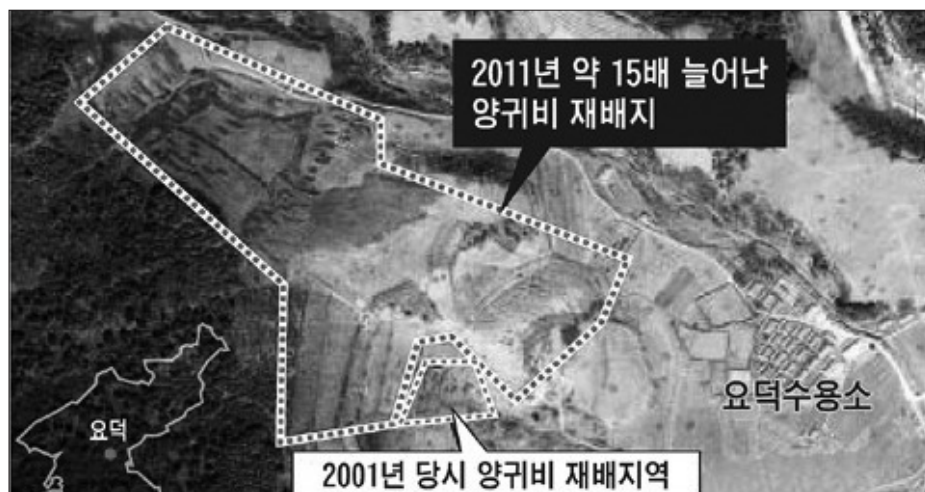 2011년 약 15배 늘어난
양귀비 재배지
요덕수용소
요덕
2001년 당시 양귀비 재배지역